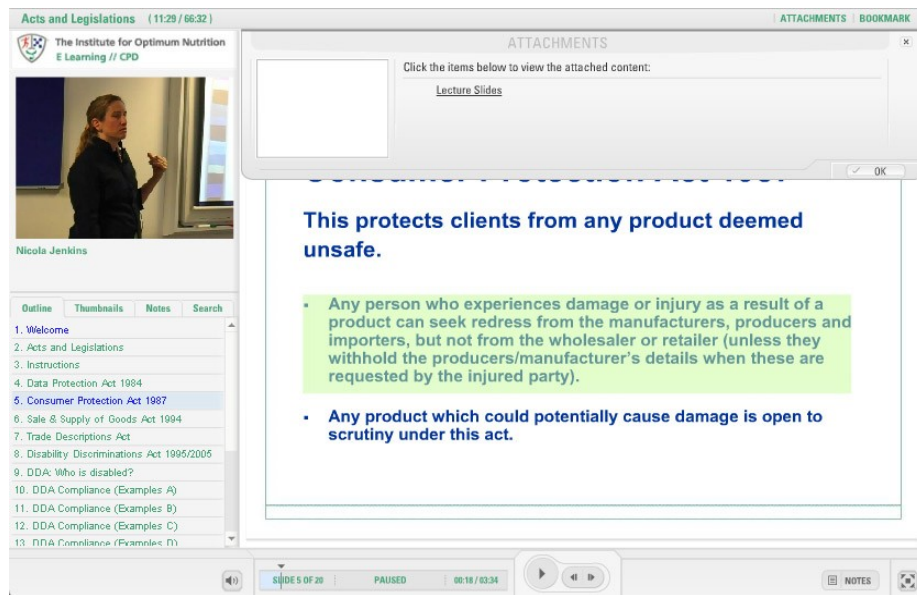 Acts and Legislations ( 11:29 / 66:32 )
ATTACHMENTS BOOKMARK
The Institute for Optimum Nutrition
E Learning // CPD
ATTACHMENTS
Click the items below to view the attached content:
Lecture Slides
OK
Consumer Protection Act 1987
This protects clients from any product deemed
unsafe.
Nicola Jenkins
▪ Any person who experiences damage or injury as a result of a
product can seek redress from the manufacturers, producers and
importers, but not from the wholesaler or retailer (unless they
withhold the producers/manufacturer's details when these are
requested by the injured party).
▪ Any product which could potentially cause damage is open to
scrutiny under this act.
Outline Thumbnails Notes Search
1. Welcome
2. Acts and Legislations
3. Instructions
4. Data Protection Act 1984
5. Consumer Protection Act 1987
6. Sale & Supply of Goods Act 1994
7. Trade Descriptions Act
8. Disability Discriminations Act 1995/2005
9. DDA: Who is disabled?
10. DDA Compliance (Examples A)
11. DDA Compliance (Examples B)
12. DDA Compliance (Examples C)
13. DDA Compliance (Examples D)
SLIDE 5 OF 20 PAUSED 00:18 / 03:34
NOTES